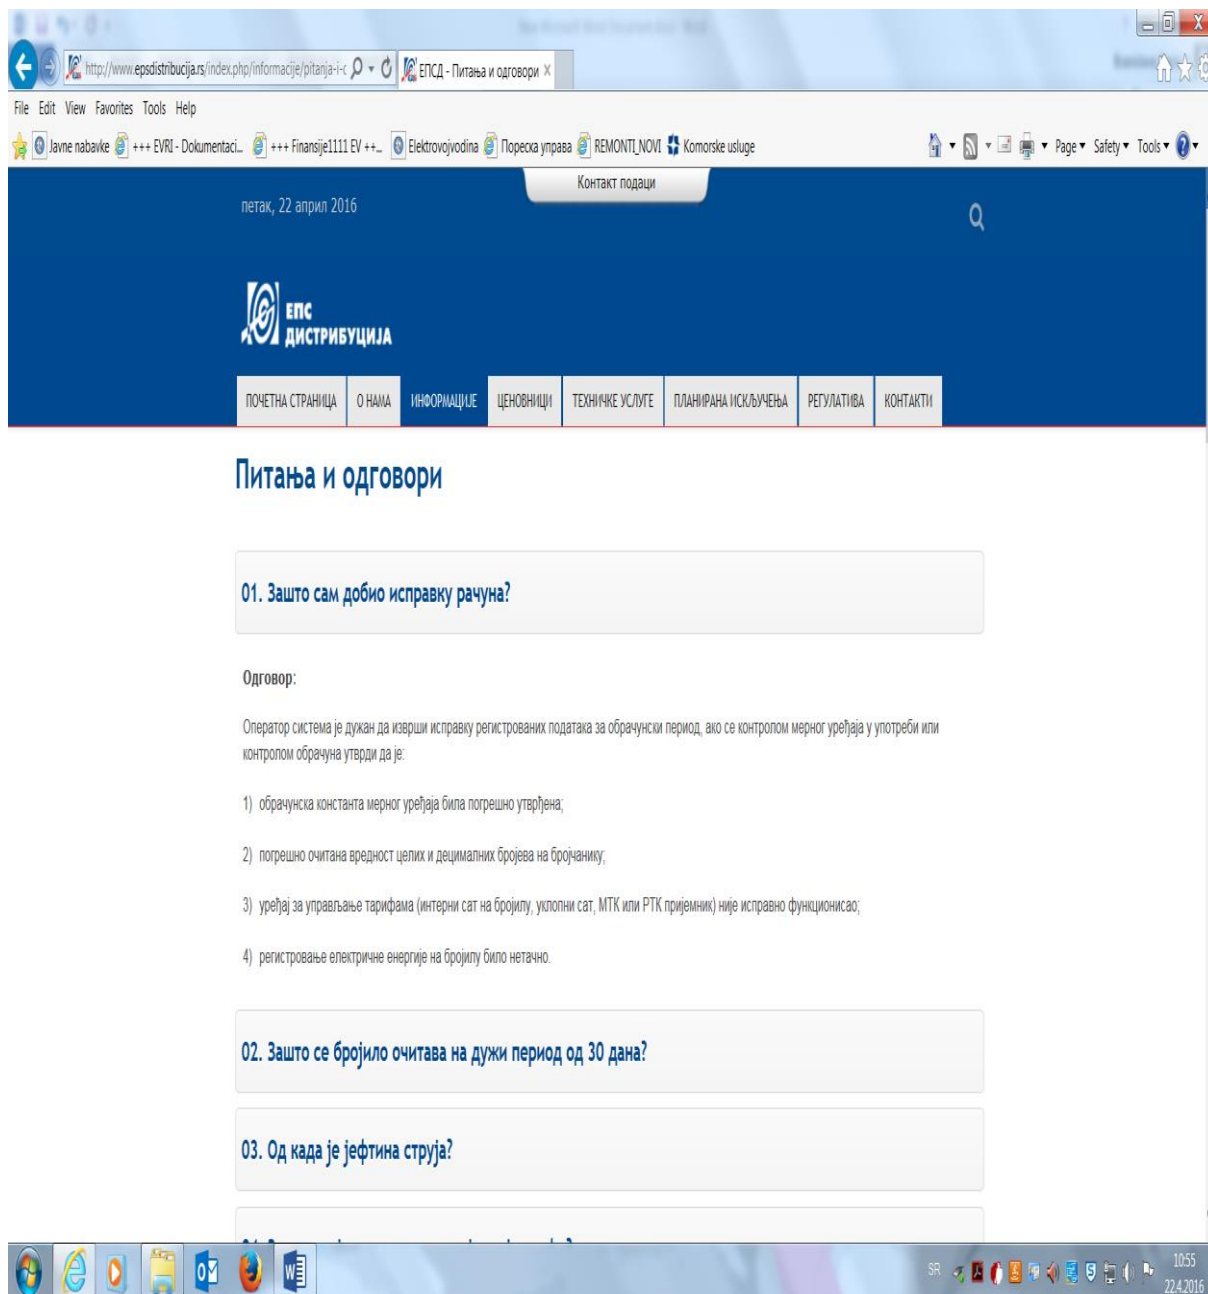 http://www.epsdistribucija.rs/index.php/informacije/pitanja-i-c
ЕПСД - Питања и одговори
File Edit View Favorites Tools Help
Javne nabavke +++ EVRI - Dokumentaci... +++ Finansije1111 EV ++... Elektrovojvodina Пореска управа REMONTI_NOVI Komorske usluge
Page Safety Tools
Контакт подаци
петак, 22 април 2016
ЕПС
ДИСТРИБУЦИЈА
ПОЧЕТНА СТРАНИЦА О НАМА ИНФОРМАЦИЈЕ ЦЕНОВНИЦИ ТЕХНИЧКЕ УСЛУГЕ ПЛАНИРАНА ИСКЉУЧЕЊА РЕГУЛАТИВА КОНТАКТИ
Питања и одговори
01. Зашто сам добио исправку рачуна?
Одговор:
Оператор система је дужан да изврши исправку регистрованих података за обрачунски период, ако се контролом мерног уређаја у употреби или
контролом обрачуна утврди да је:
1) обрачунска константа мерног уређаја била погрешно утврђена;
2) погрешно очитана вредност целих и децималних бројева на бројчанику;
3) уређај за управљање тарифама (интерни сат на бројилу, уклопни сат, МТК или РТК пријемник) није исправно функционисао;
4) регистровање електричне енергије на бројилу било нетачно.
02. Зашто се бројило очитава на дужи период од 30 дана?
03. Од када је јефтина струја?
SR
10:55
22.4.2016